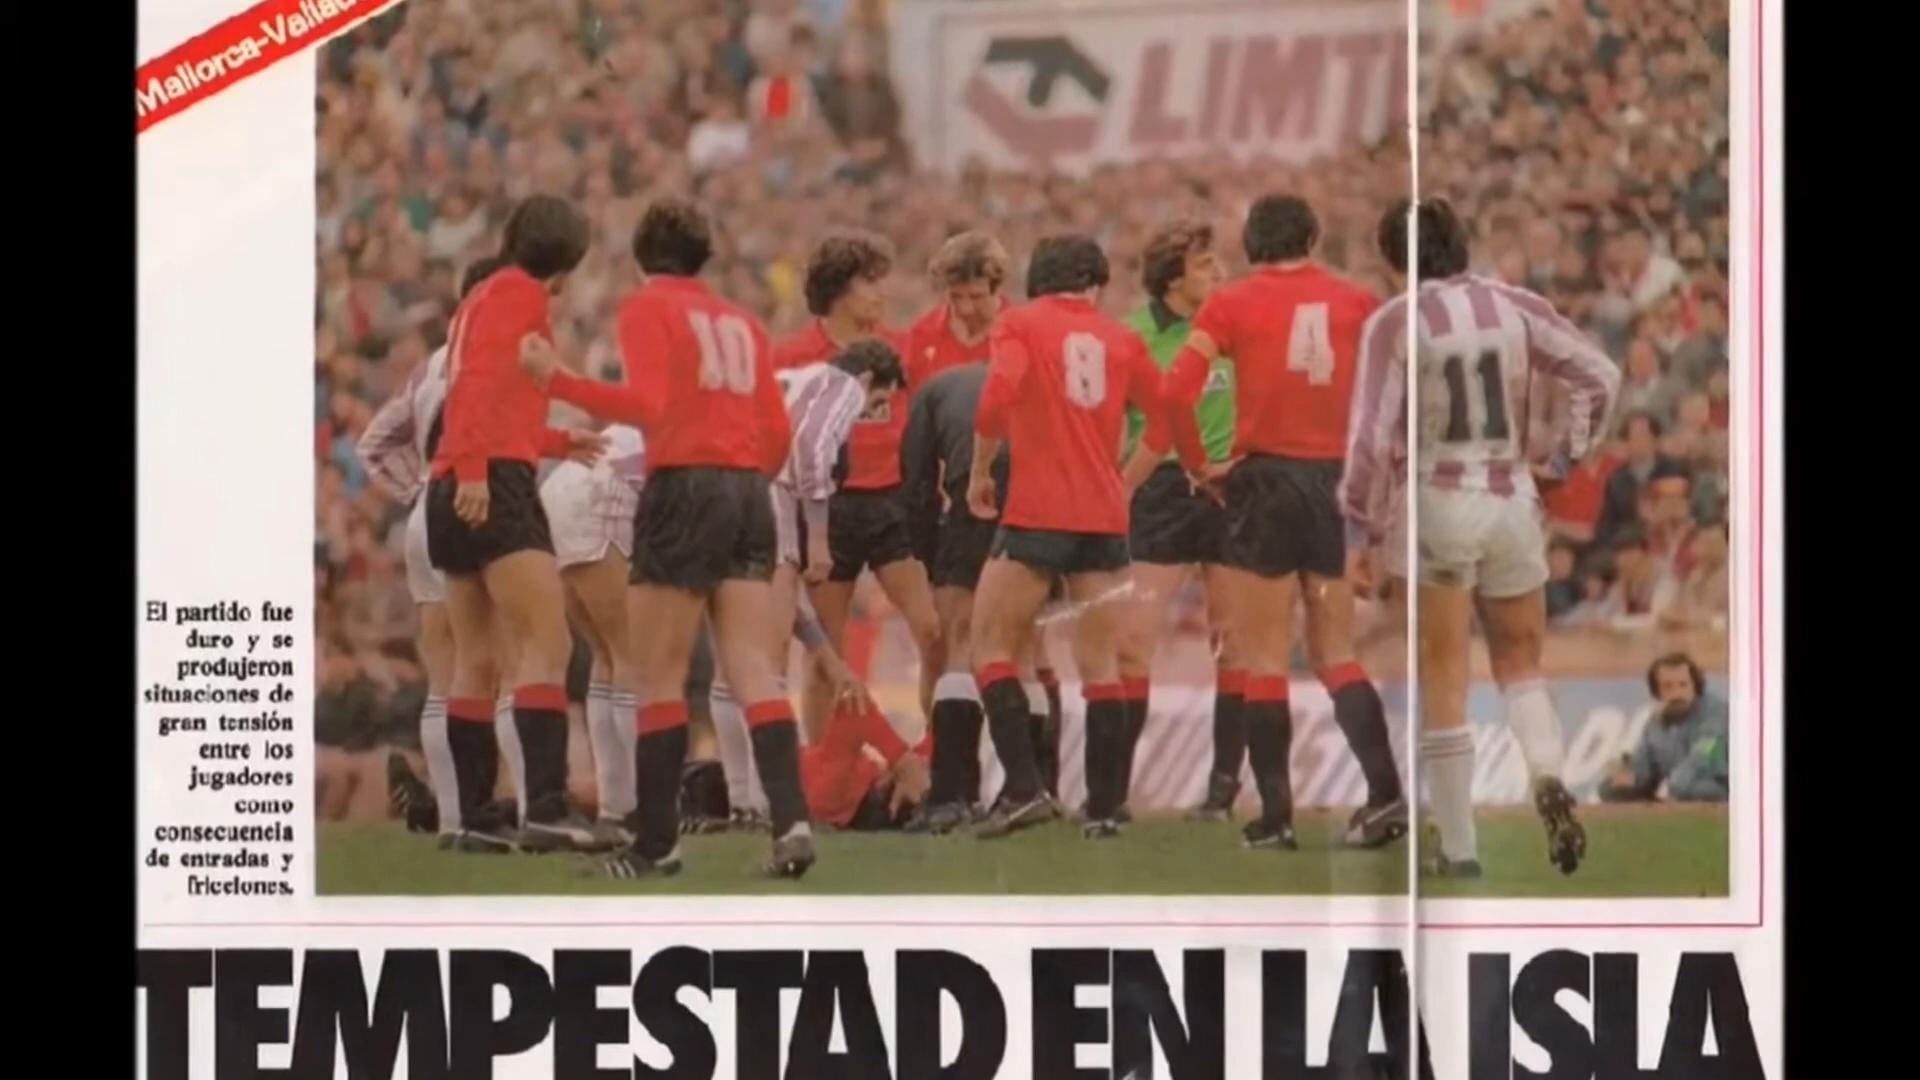 Mallorca-Vallad
LIMT
10
8
4
11
El partido fue
duro y se
produjeron
situaciones de
gran tensión
entre los
jugadores
como
consecuencia
de entradas y
fricciones.
TEMPESTAD EN LA ISLA